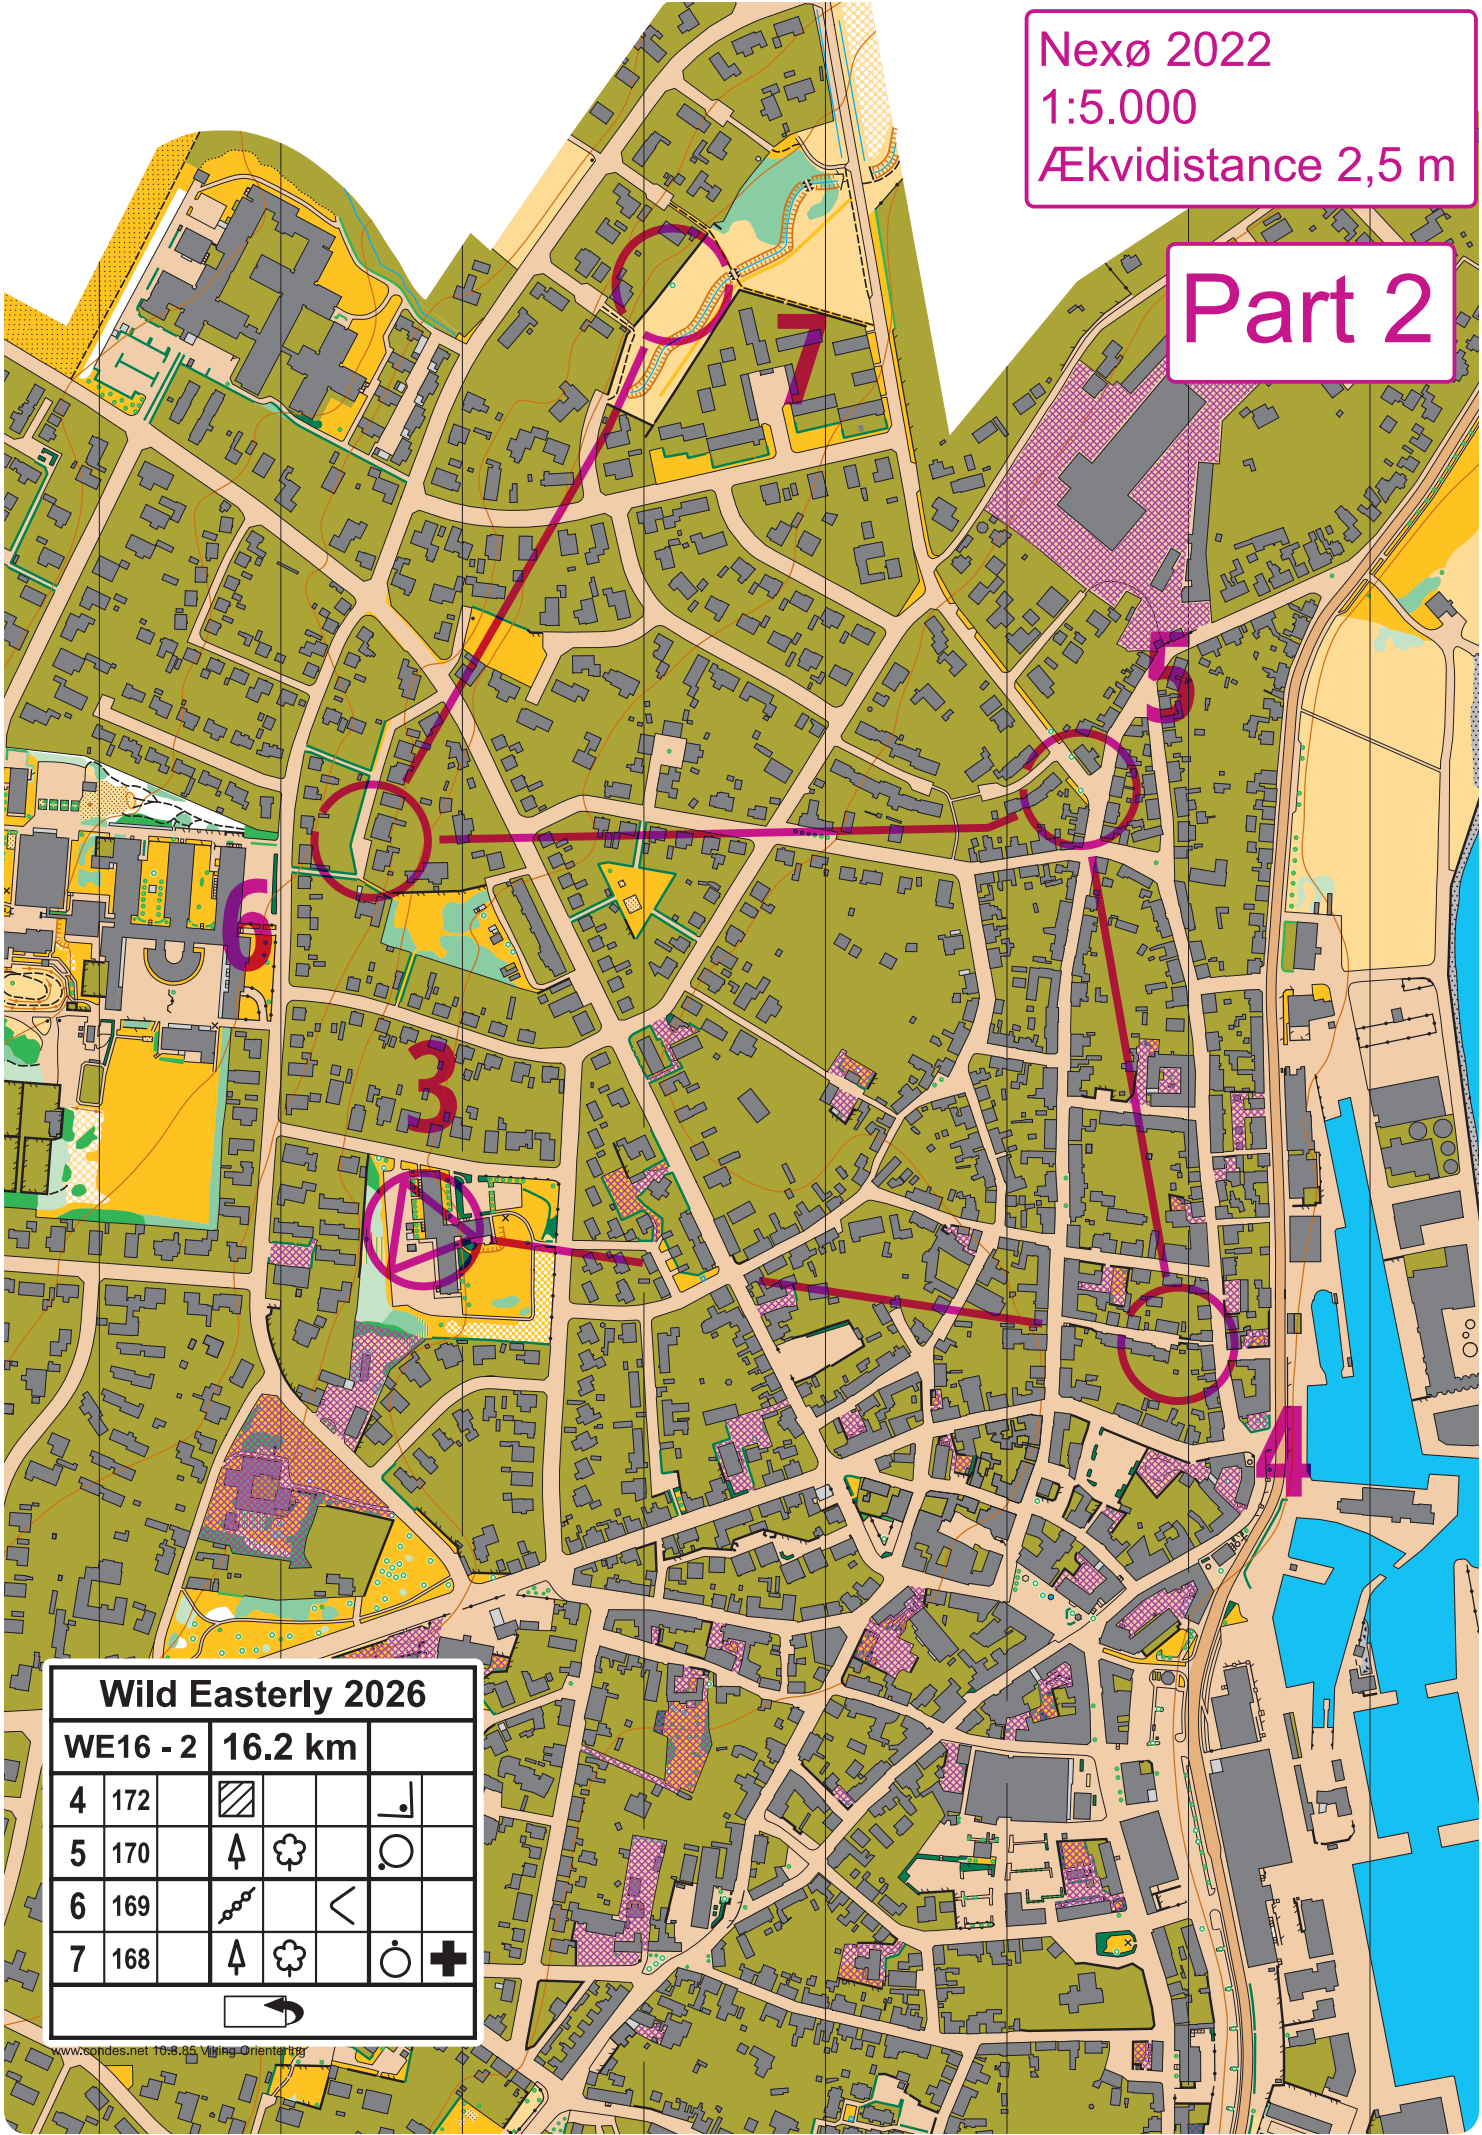 Nexø 2022
1:5.000
Ækvidistance 2,5 m
Part 2
7
5
6
3
4
Wild Easterly 2026
WE16 - 2 16.2 km
4 172
5 170
6 169
7 168
www.condes.net 10.8.85 Viking Orientering